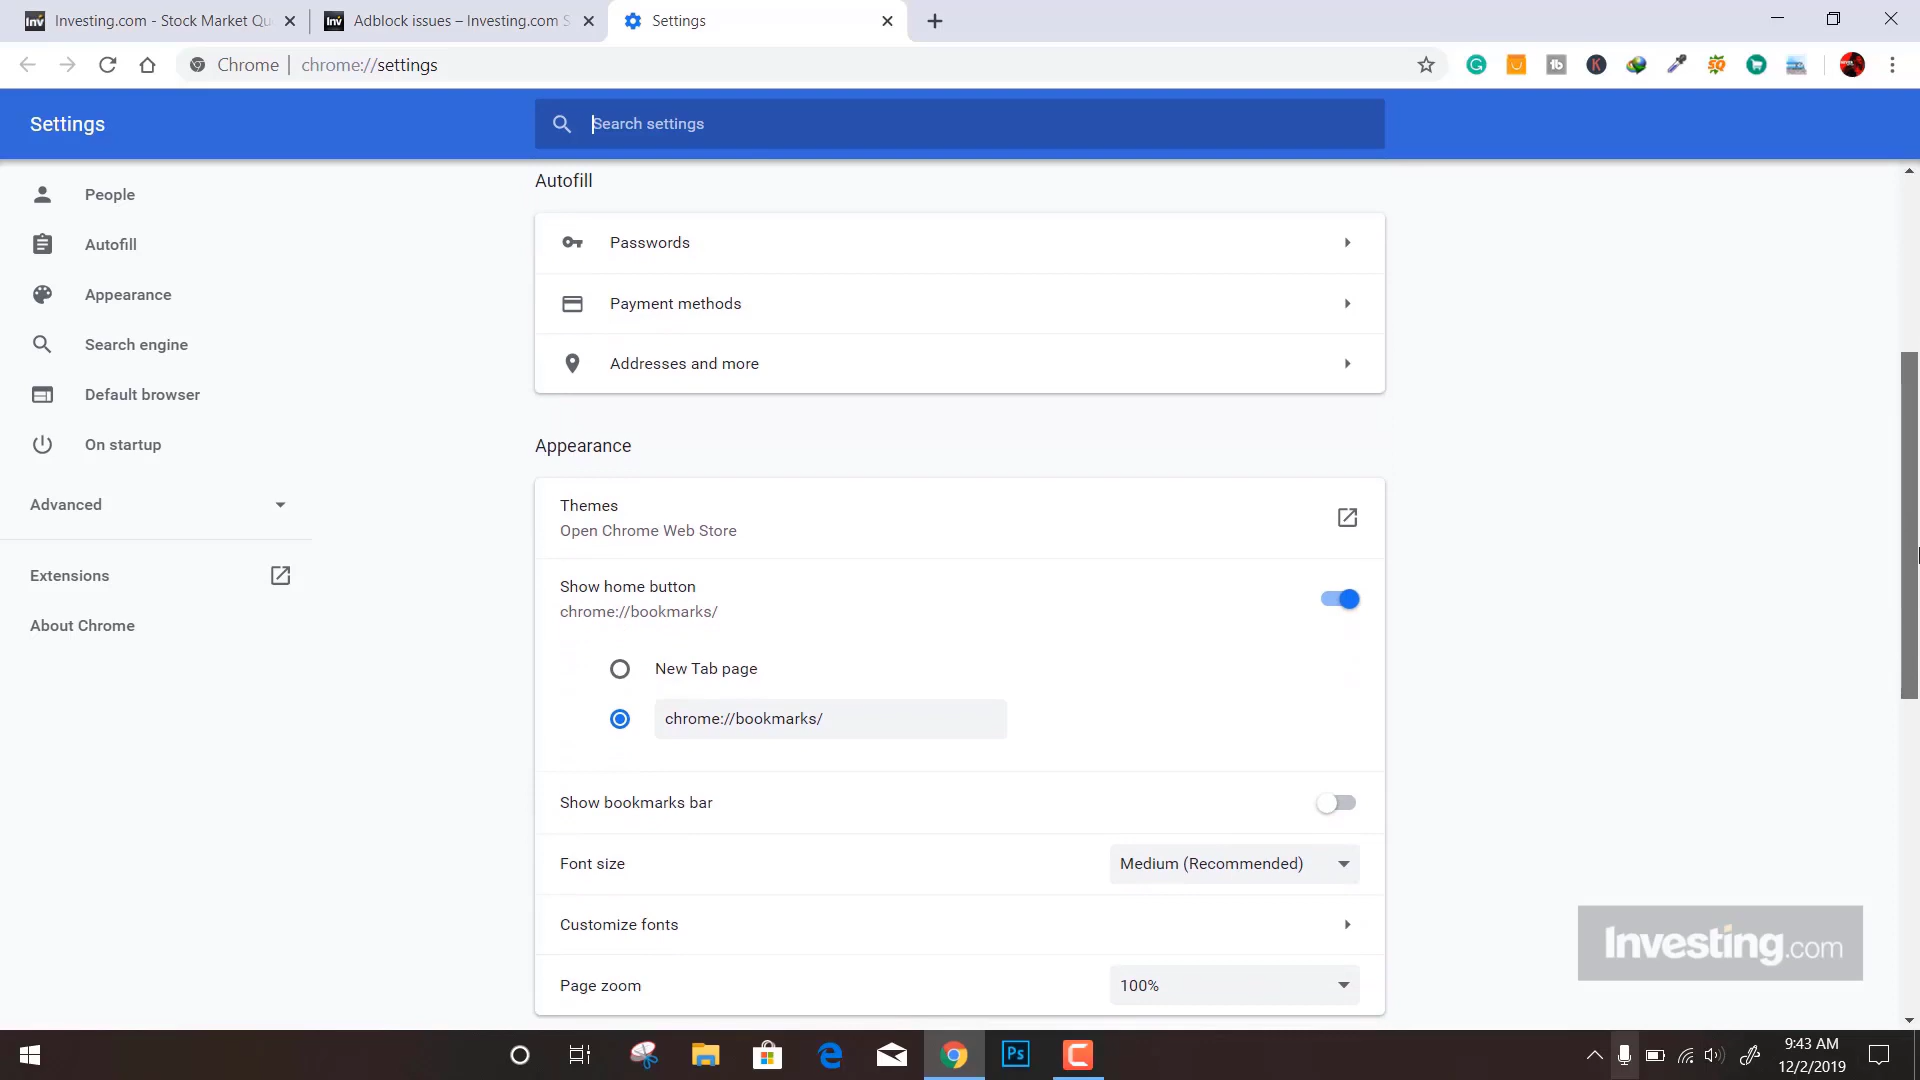 Investing.com - Stock Market Qu
Adblock issues – Investing.com S
Settings
Chrome | chrome://settings
Settings
Search settings
People
Autofill
Appearance
Search engine
Default browser
On startup
Advanced
Extensions
About Chrome
Autofill
Passwords
Payment methods
Addresses and more
Appearance
Themes
Open Chrome Web Store
Show home button
chrome://bookmarks/
New Tab page
chrome://bookmarks/
Show bookmarks bar
Font size
Medium (Recommended)
Customize fonts
Page zoom
100%
Investing.com
Ps
9:43 AM
12/2/2019